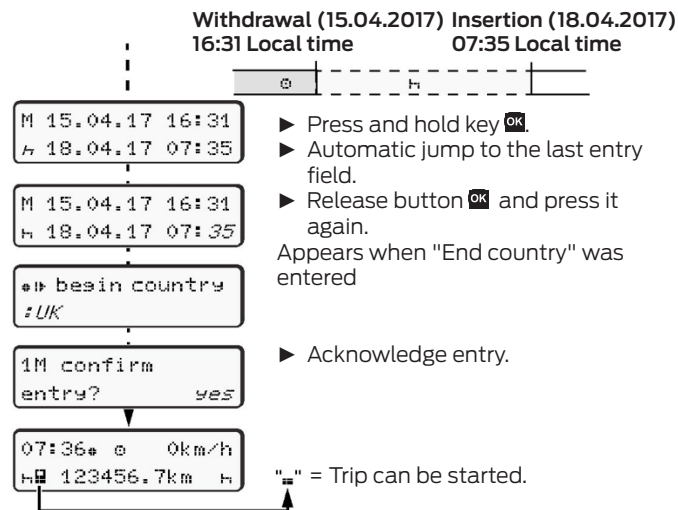 Withdrawal (15.04.2017) Insertion (18.04.2017)
16:31 Local time 07:35 Local time
M 15.04.17 16:31
18.04.17 07:35
► Press and hold key OK.
► Automatic jump to the last entry
field.
M 15.04.17 16:31
18.04.17 07:35
► Release button OK and press it
again.
Appears when "End country" was
entered
begin country
:UK
1M confirm
entry? yes
► Acknowledge entry.
07:36 0km/h
123456.7km
" " = Trip can be started.